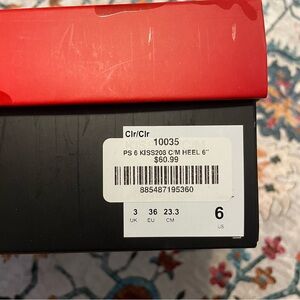 Clr/Clr
10035
PS 6 KISS208 C/M HEEL 6"
$60.99
885487195360
3 36 23.3 6
UK EU CM US